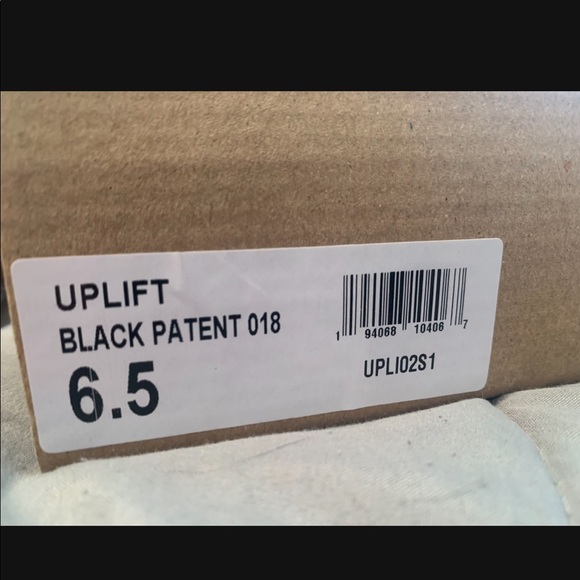 UPLIFT
BLACK PATENT 018
6.5
1 94068 10406 7
UPLI02S1